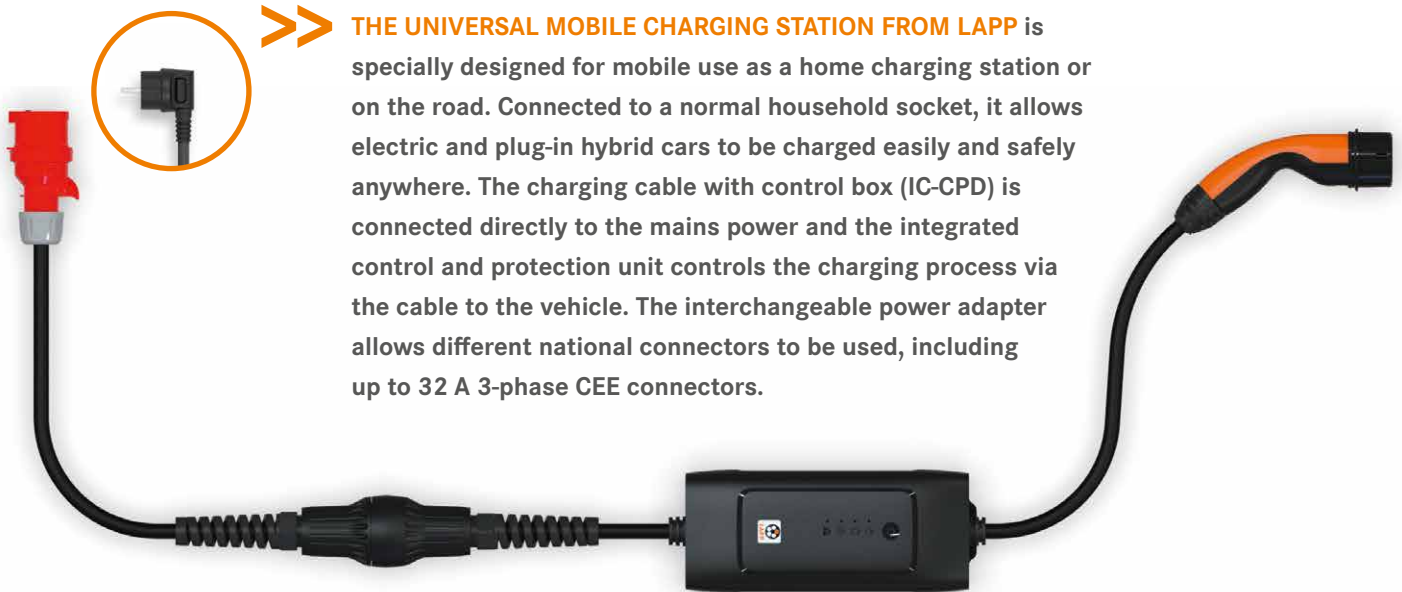 >> THE UNIVERSAL MOBILE CHARGING STATION FROM LAPP is
specially designed for mobile use as a home charging station or
on the road. Connected to a normal household socket, it allows
electric and plug-in hybrid cars to be charged easily and safely
anywhere. The charging cable with control box (IC-CPD) is
connected directly to the mains power and the integrated
control and protection unit controls the charging process via
the cable to the vehicle. The interchangeable power adapter
allows different national connectors to be used, including
up to 32 A 3-phase CEE connectors.
LAPP